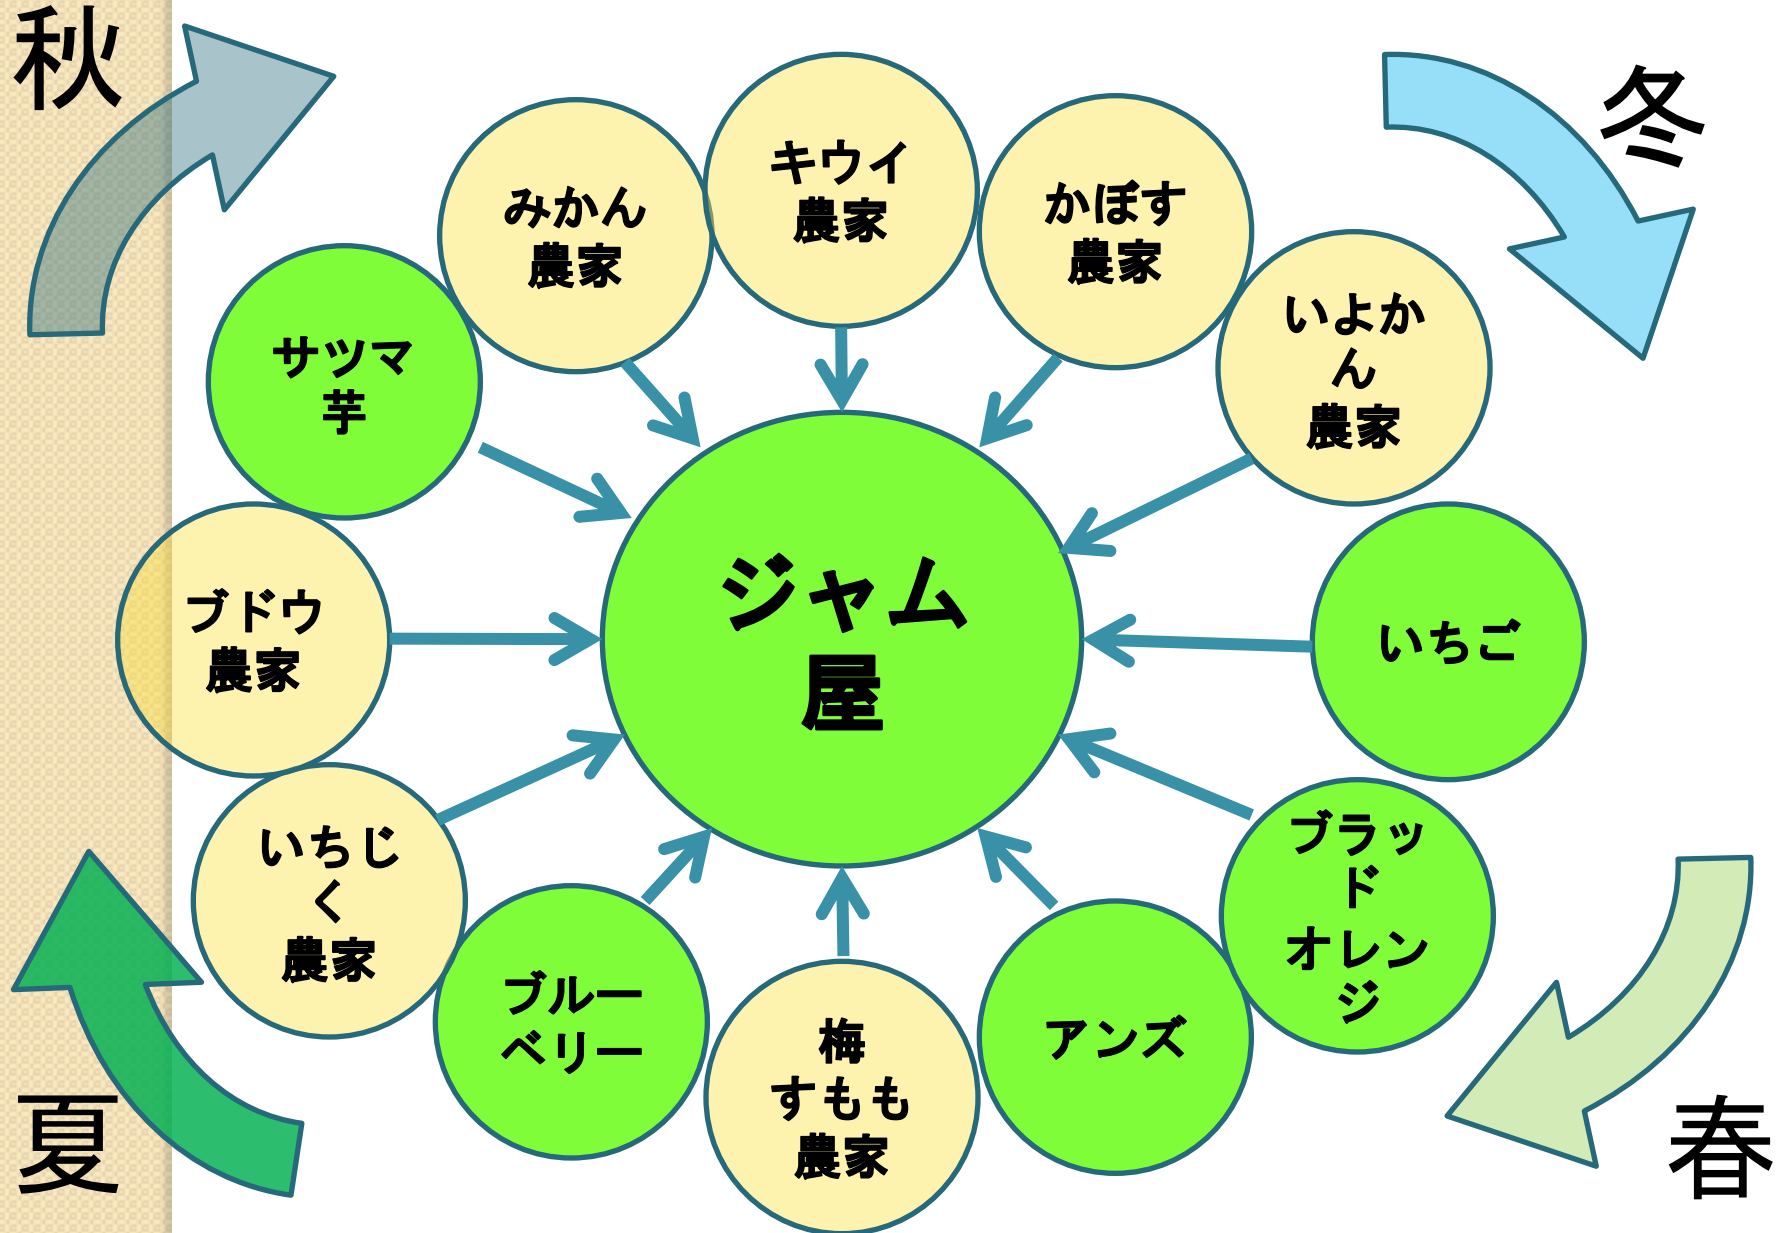 秋
冬
キウイ
農家
みかん
農家
かぼす
農家
いよか
ん
農家
サツマ
芋
ブドウ
農家
ジャム
屋
いちご
いちじ
く
農家
ブラッ
ド
オレン
ジ
ブルー
ベリー
梅
すもも
農家
アンズ
夏
春